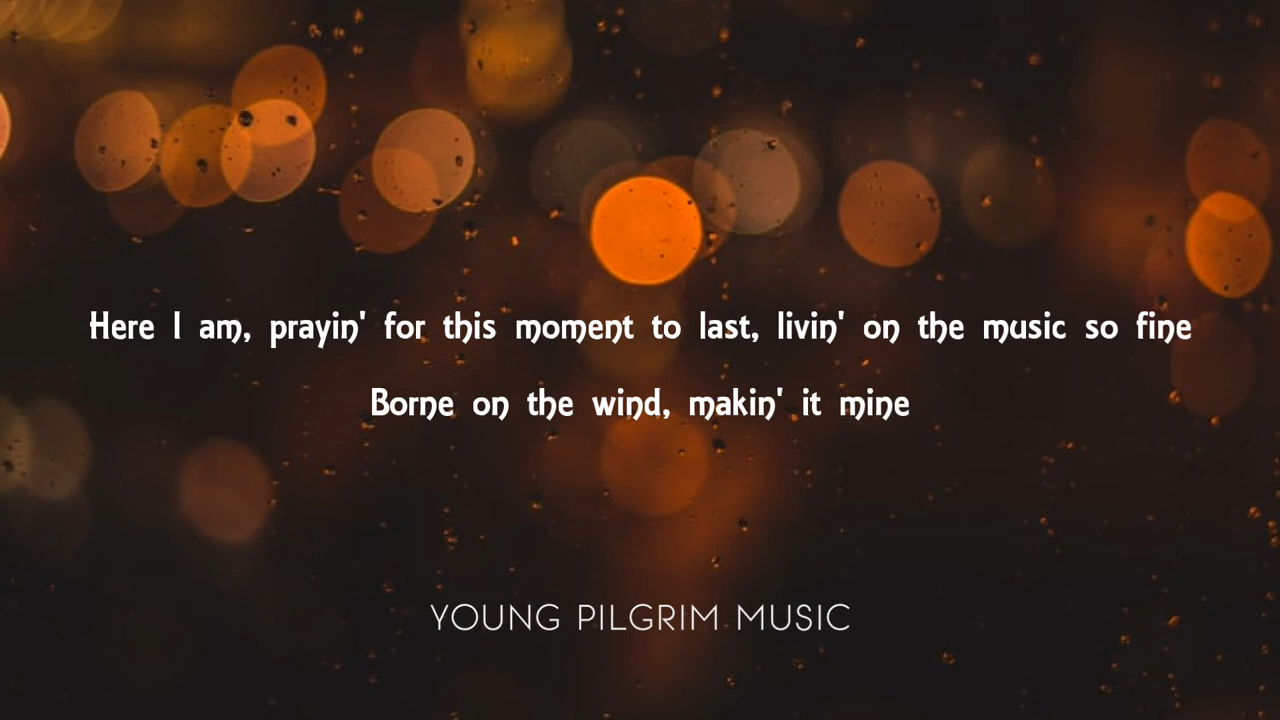 Here I am, prayin' for this moment to last, livin' on the music so fine
Borne on the wind, makin' it mine
YOUNG PILGRIM MUSIC